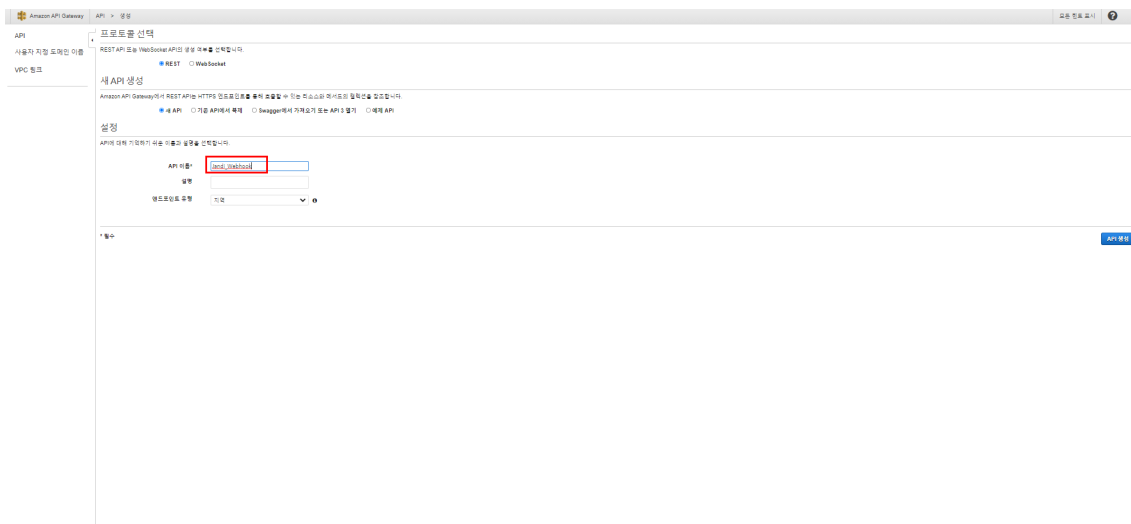 Amazon API Gateway
API > 생성
모든 힌트 표시
API
사용자 지정 도메인 이름
VPC 링크
프로토콜 선택
REST API 또는 WebSocket API의 생성 여부를 선택합니다.
REST WebSocket
새 API 생성
Amazon API Gateway에서 REST API는 HTTPS 엔드포인트를 통해 호출할 수 있는 리소스와 메서드의 컬렉션을 참조합니다.
새 API 기존 API에서 복제 Swagger에서 가져오기 또는 API 3 열기 예제 API
설정
API에 대해 기억하기 쉬운 이름과 설명을 선택합니다.
API 이름* Jandi_Webhook
설명
엔드포인트 유형 지역
* 필수
API 생성